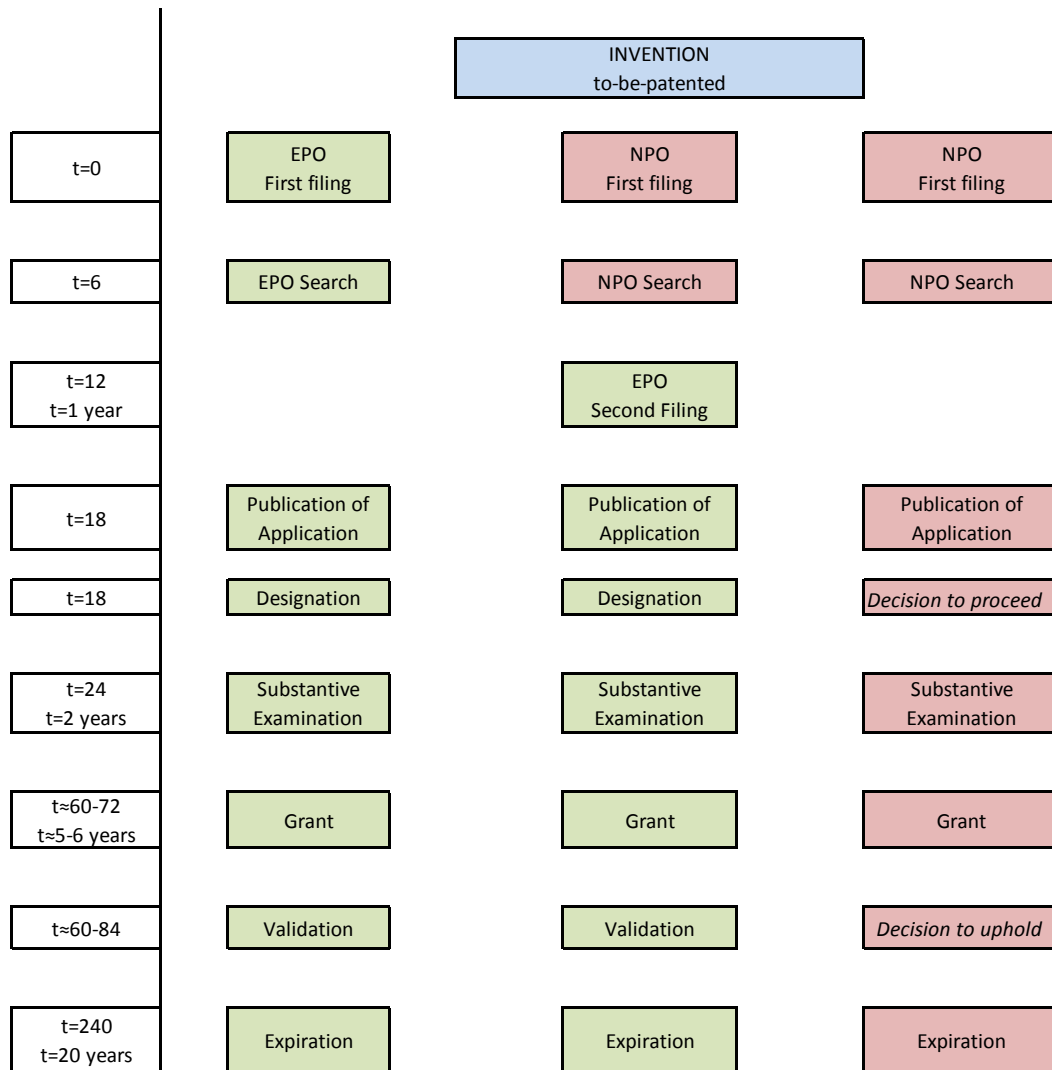 INVENTION
to-be-patented
t=0
EPO
First filing
NPO
First filing
NPO
First filing
t=6
EPO Search
NPO Search
NPO Search
t=12
t=1 year
EPO
Second Filing
t=18
Publication of
Application
Publication of
Application
Publication of
Application
t=18
Designation
Designation
Decision to proceed
t=24
t=2 years
Substantive
Examination
Substantive
Examination
Substantive
Examination
t≈60-72
t≈5-6 years
Grant
Grant
Grant
t≈60-84
Validation
Validation
Decision to uphold
t=240
t=20 years
Expiration
Expiration
Expiration